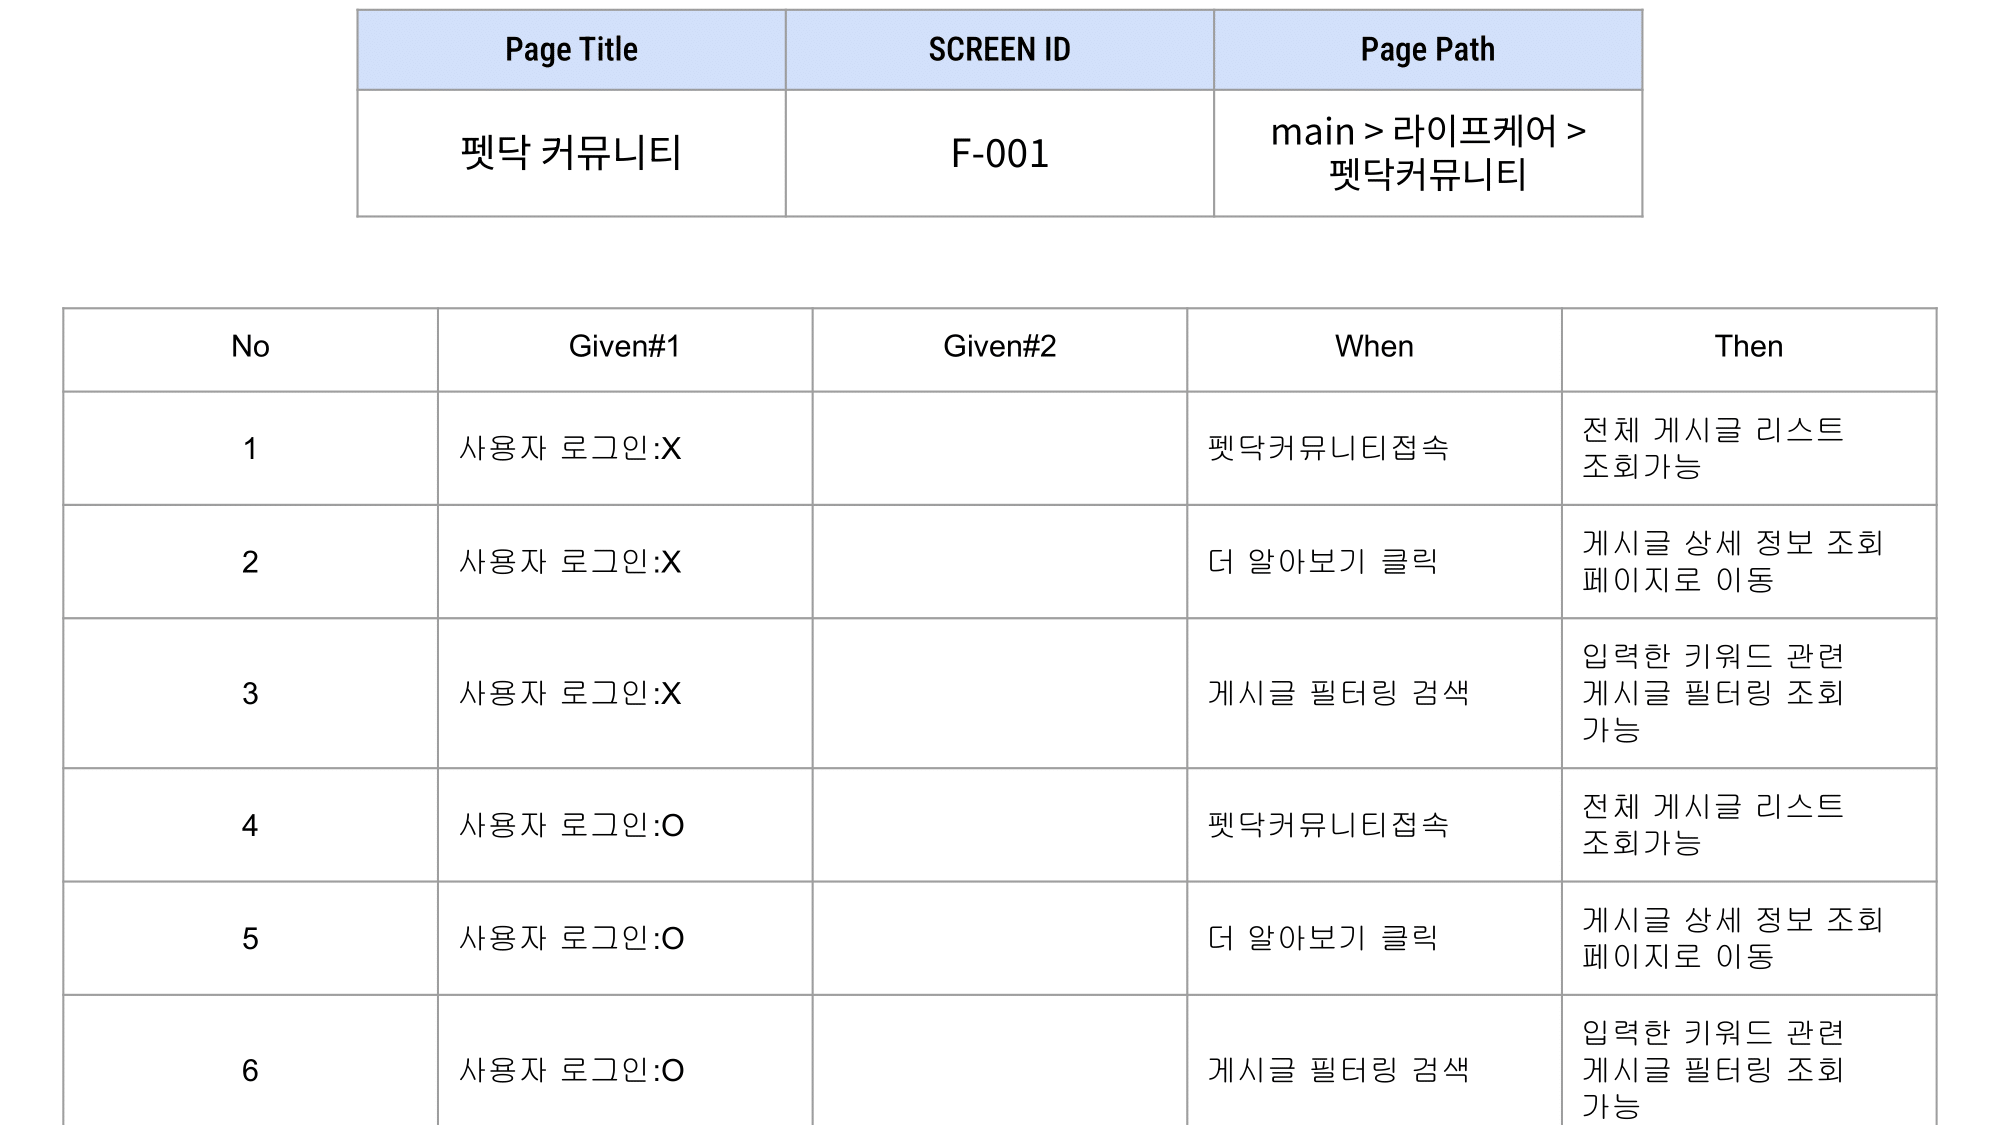 Page Title SCREEN ID Page Path
펫닥 커뮤니티 F-001 main > 라이프케어 >
펫닥커뮤니티
No Given#1 Given#2 When Then
1 사용자 로그인:X 펫닥커뮤니티접속 전체 게시글 리스트
조회가능
2 사용자 로그인:X 더 알아보기 클릭 게시글 상세 정보 조회
페이지로 이동
3 사용자 로그인:X 게시글 필터링 검색 입력한 키워드 관련
게시글 필터링 조회
가능
4 사용자 로그인:O 펫닥커뮤니티접속 전체 게시글 리스트
조회가능
5 사용자 로그인:O 더 알아보기 클릭 게시글 상세 정보 조회
페이지로 이동
6 사용자 로그인:O 게시글 필터링 검색 입력한 키워드 관련
게시글 필터링 조회
가능